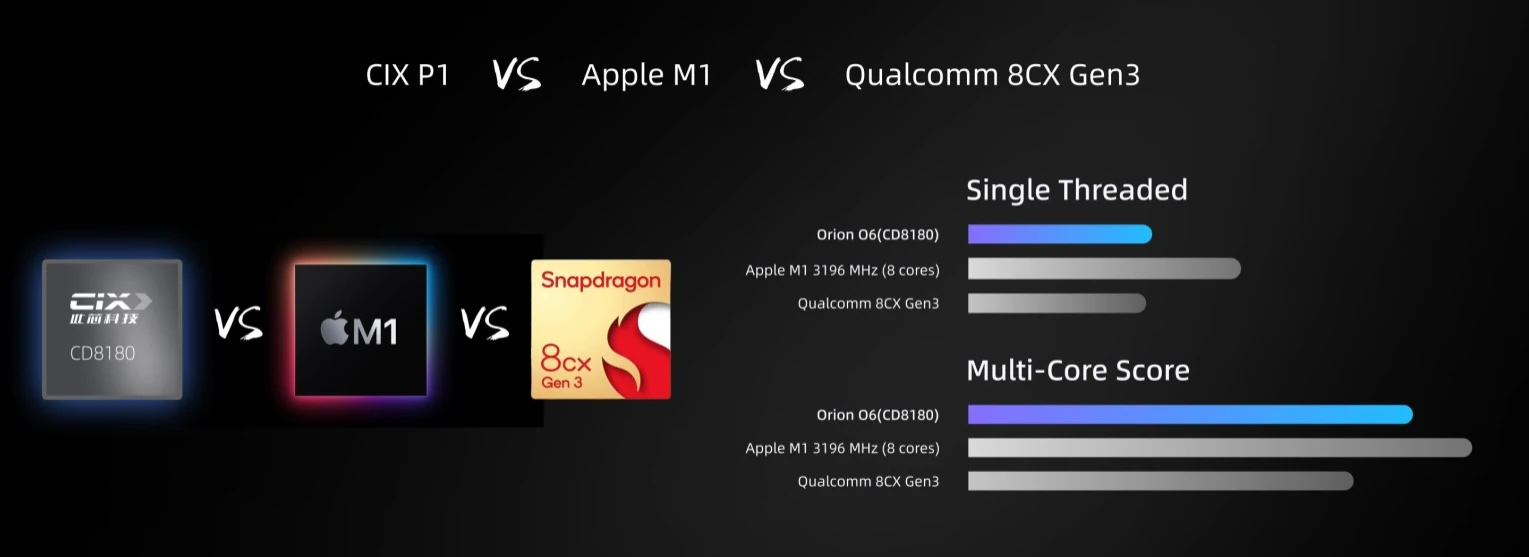 CIX P1 VS Apple M1 VS Qualcomm 8CX Gen3
CIX
此芯科技
CD8180
VS
M1
VS
Snapdragon
8cx
Gen 3
Single Threaded
Orion O6(CD8180)
Apple M1 3196 MHz (8 cores)
Qualcomm 8CX Gen3
Multi-Core Score
Orion O6(CD8180)
Apple M1 3196 MHz (8 cores)
Qualcomm 8CX Gen3